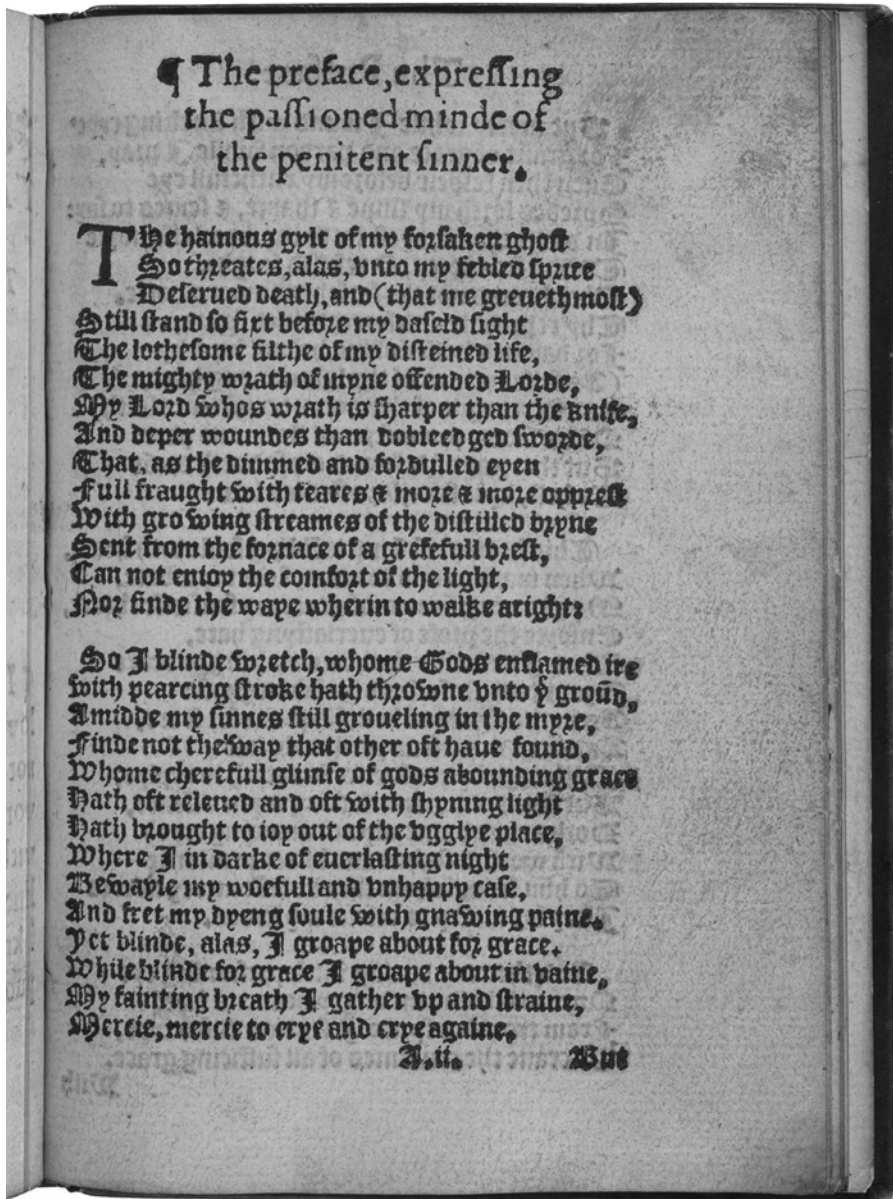 ¶ The preface, expressing
the passioned minde of
the penitent sinner.
THe hainous gylt of my forsaken ghost
So threates, alas, vnto my febled sprite
Deserued death, and (that me greueth most)
Still stand so fixt before my daseld sight
The lothesome filthe of my disteined life,
The mighty wrath of myne offended Lorde,
My Lord whos wrath is sharper than the knife,
And deper woundes than dobleedged sworde,
That, as the dimmed and fordulled eyen
Full fraught with teares & more & more opprest
With growing streames of the distilled bryne
Sent from the fornace of a grefefull brest,
Can not enioy the comfort of the light,
Nor finde the waye wherin to walke aright:
So I blinde wretch, whome Gods enflamed ire
with pearcing stroke hath throwne vnto yͤ groūd,
Amidde my sinnes still groueling in the myre,
Finde not the way that other oft haue found,
Whome cherefull glimse of gods abounding grace
Hath oft releued and oft with shyning light
Hath brought to ioy out of the vgglye place,
Where I in darke of euerlasting night
Bewayle my woefull and vnhappy case,
And fret my dyeng soule with gnawing paine.
Yet blinde, alas, I groape about for grace.
While blinde for grace I groape about in vaine,
My fainting breath I gather vp and straine,
Mercie, mercie to crye and crye againe.
A.ii. But